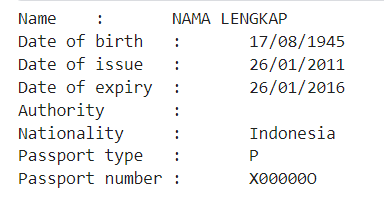 Name : NAMA LENGKAP
Date of birth : 17/08/1945
Date of issue : 26/01/2011
Date of expiry : 26/01/2016
Authority :
Nationality : Indonesia
Passport type : P
Passport number : X00000O